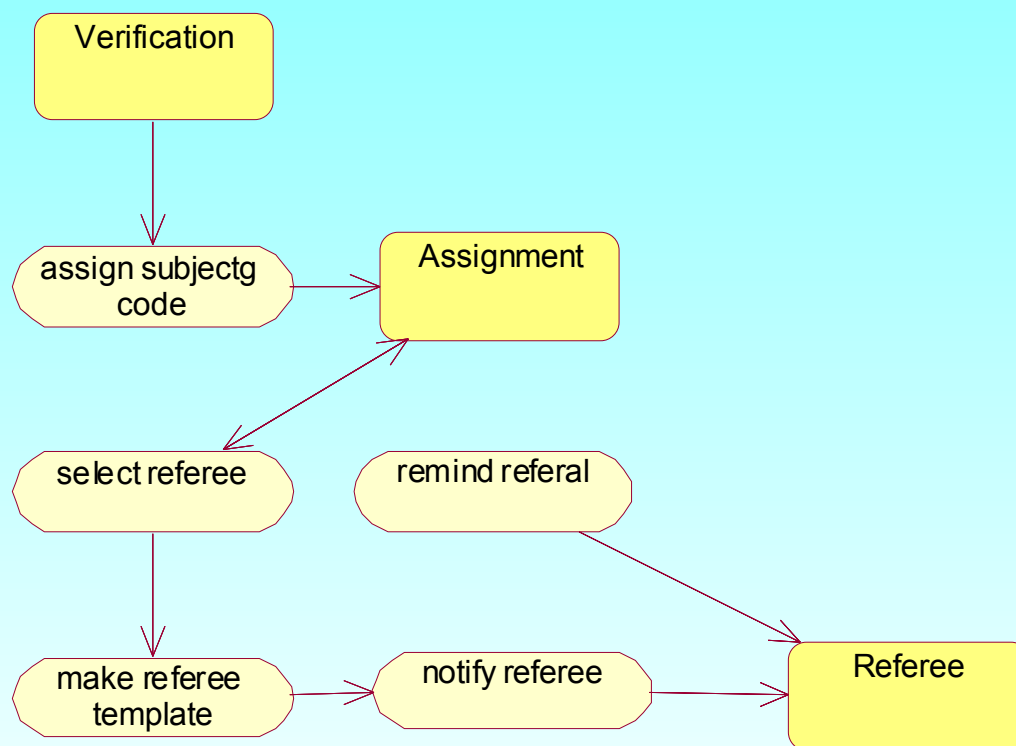 Verification
assign subjectg
code
Assignment
select referee
remind referal
make referee
template
notify referee
Referee